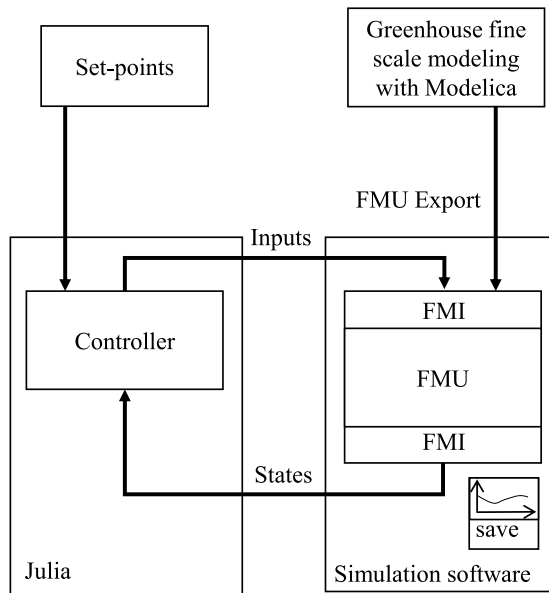 Set-points
Greenhouse fine
scale modeling
with Modelica
FMU Export
Inputs
Controller
FMI
FMU
FMI
States
save
Julia
Simulation software